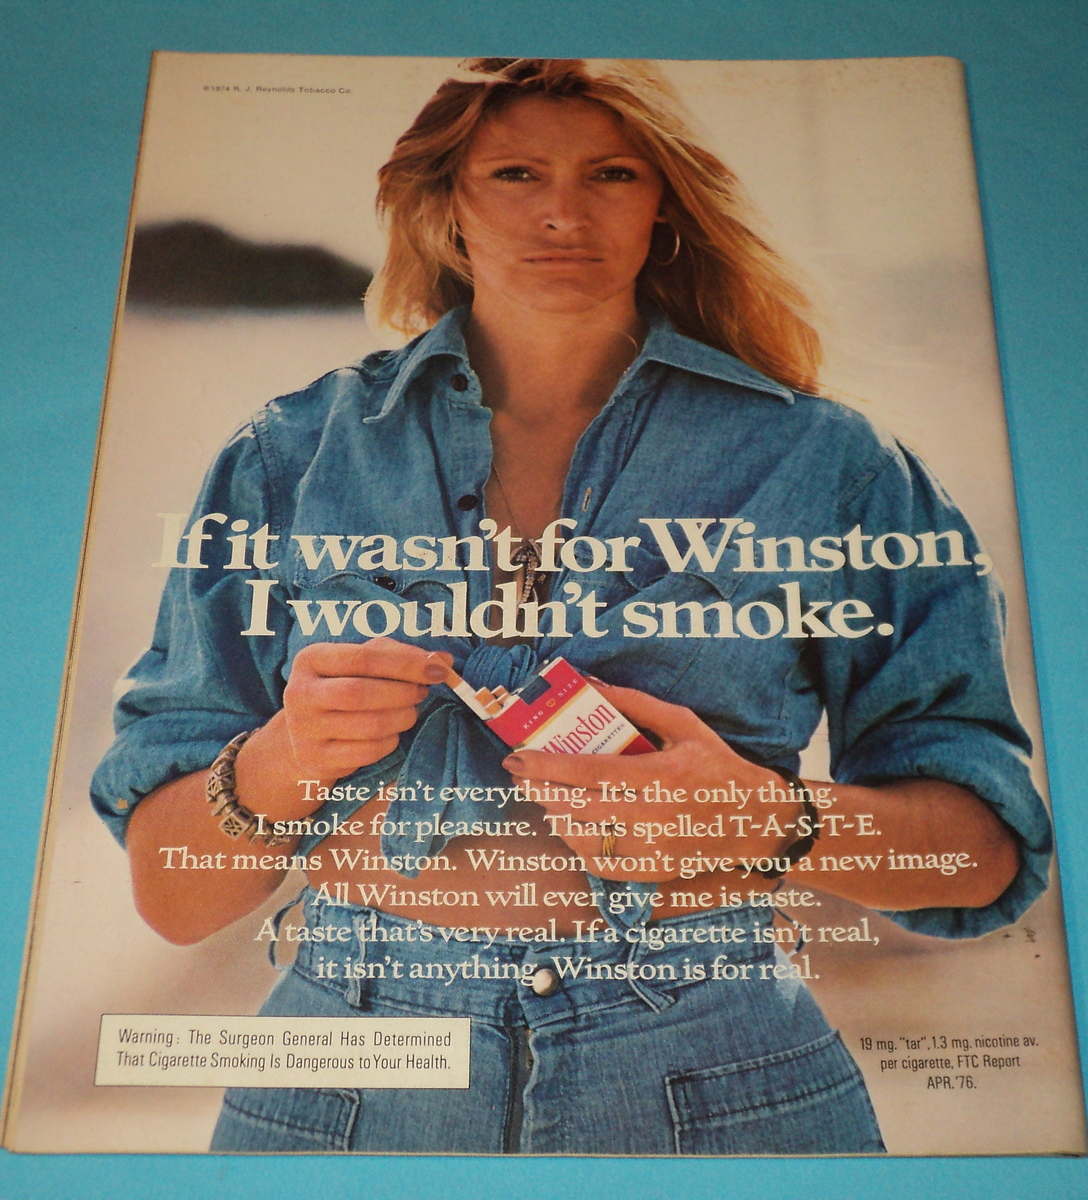 ©1974 R. J. Reynolds Tobacco Co.
If it wasn't for Winston,
I wouldn't smoke.
KING SIZE
Winston
CIGARETTES
Taste isn't everything. It's the only thing.
I smoke for pleasure. That's spelled T-A-S-T-E.
That means Winston. Winston won't give you a new image.
All Winston will ever give me is taste.
A taste that's very real. If a cigarette isn't real,
it isn't anything. Winston is for real.
Warning: The Surgeon General Has Determined
That Cigarette Smoking Is Dangerous to Your Health.
19 mg. "tar", 1.3 mg. nicotine av.
per cigarette, FTC Report
APR. '76.